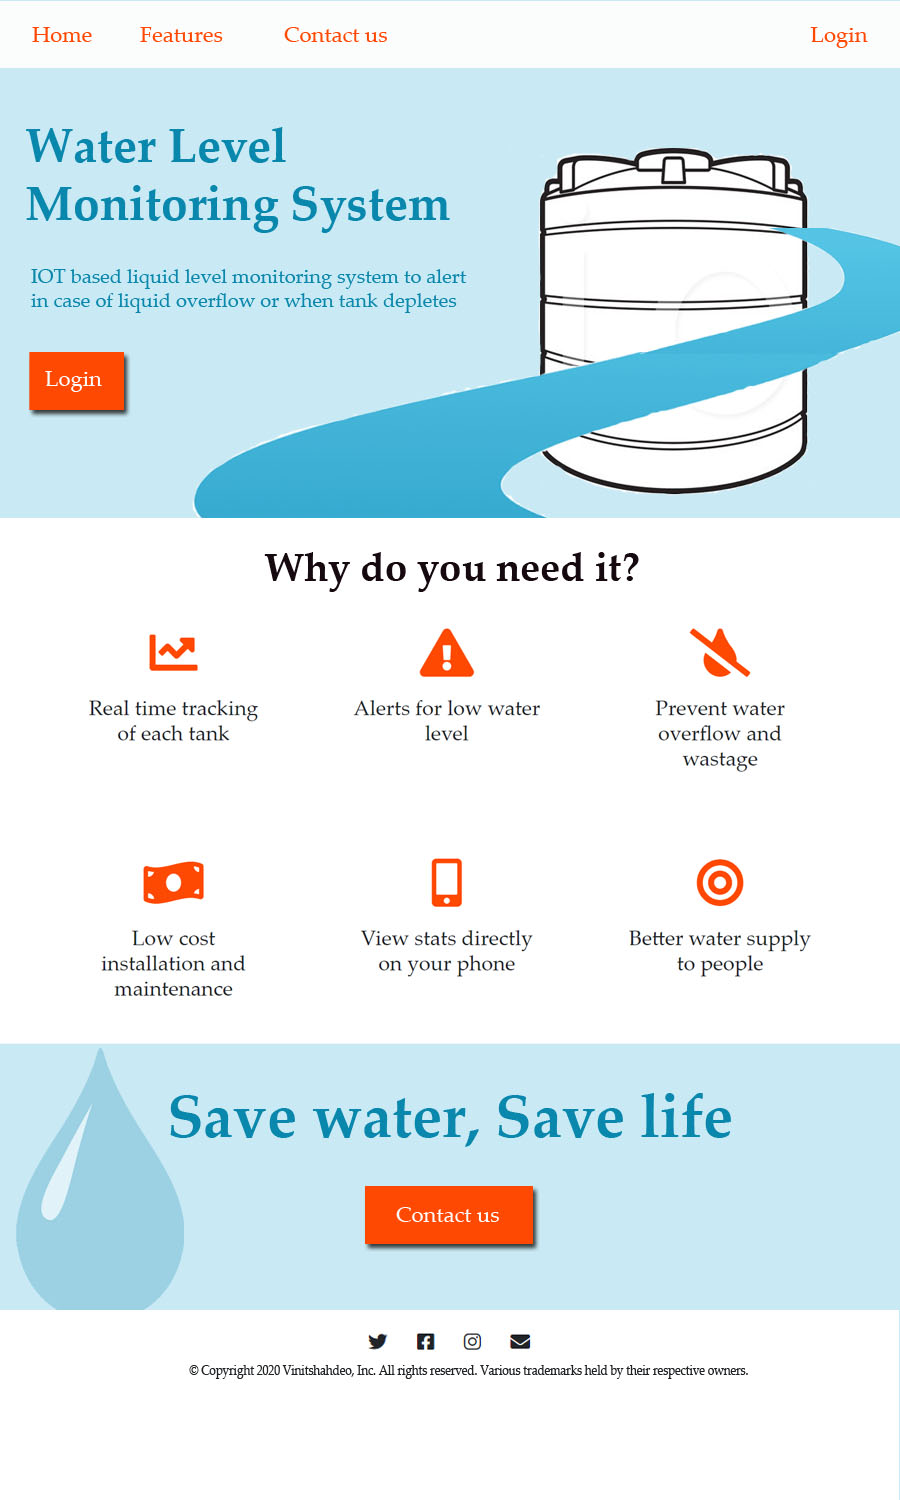 Home Features Contact us Login
Water Level
Monitoring System
IOT based liquid level monitoring system to alert
in case of liquid overflow or when tank depletes
Login
Why do you need it?
Real time tracking
of each tank
Alerts for low water
level
Prevent water
overflow and
wastage
Low cost
installation and
maintenance
View stats directly
on your phone
Better water supply
to people
Save water, Save life
Contact us
© Copyright 2020 Vinitshahdeo, Inc. All rights reserved. Various trademarks held by their respective owners.